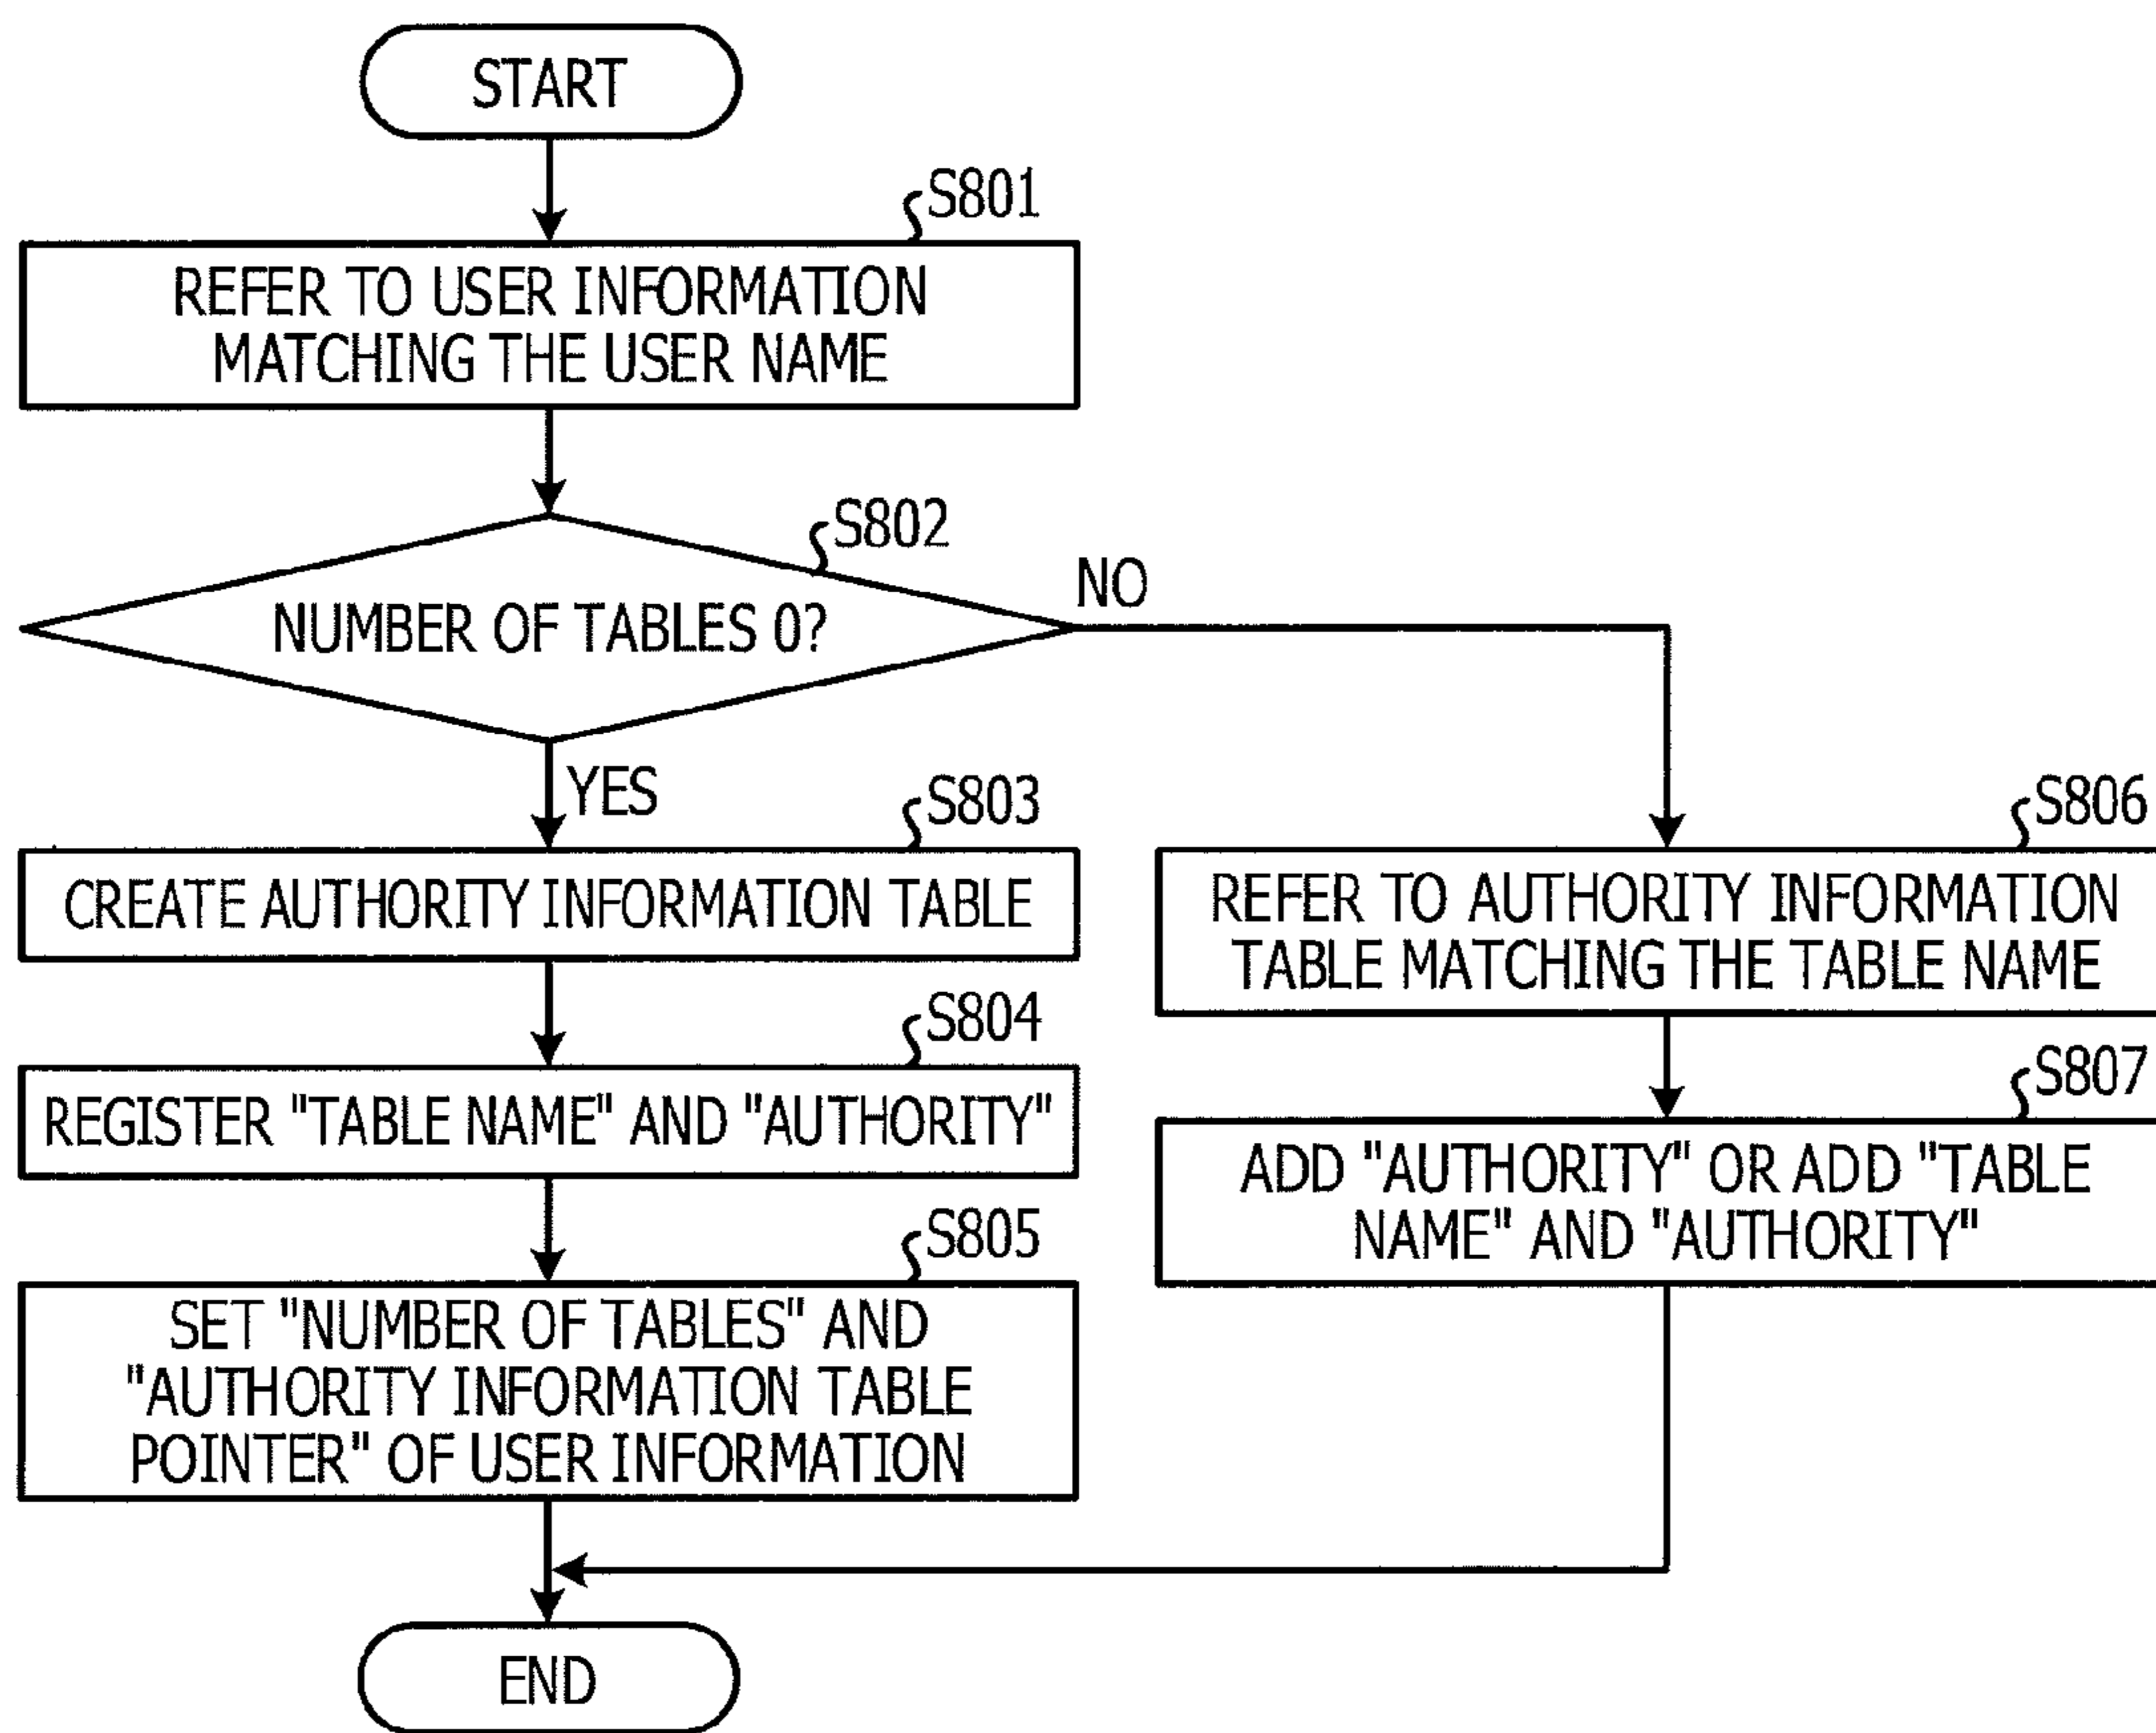 START
S801
REFER TO USER INFORMATION
MATCHING THE USER NAME
S802
NUMBER OF TABLES 0?
NO
YES
S803
CREATE AUTHORITY INFORMATION TABLE
S804
REGISTER "TABLE NAME" AND "AUTHORITY"
S805
SET "NUMBER OF TABLES" AND
"AUTHORITY INFORMATION TABLE
POINTER" OF USER INFORMATION
S806
REFER TO AUTHORITY INFORMATION
TABLE MATCHING THE TABLE NAME
S807
ADD "AUTHORITY" OR ADD "TABLE
NAME" AND "AUTHORITY"
END